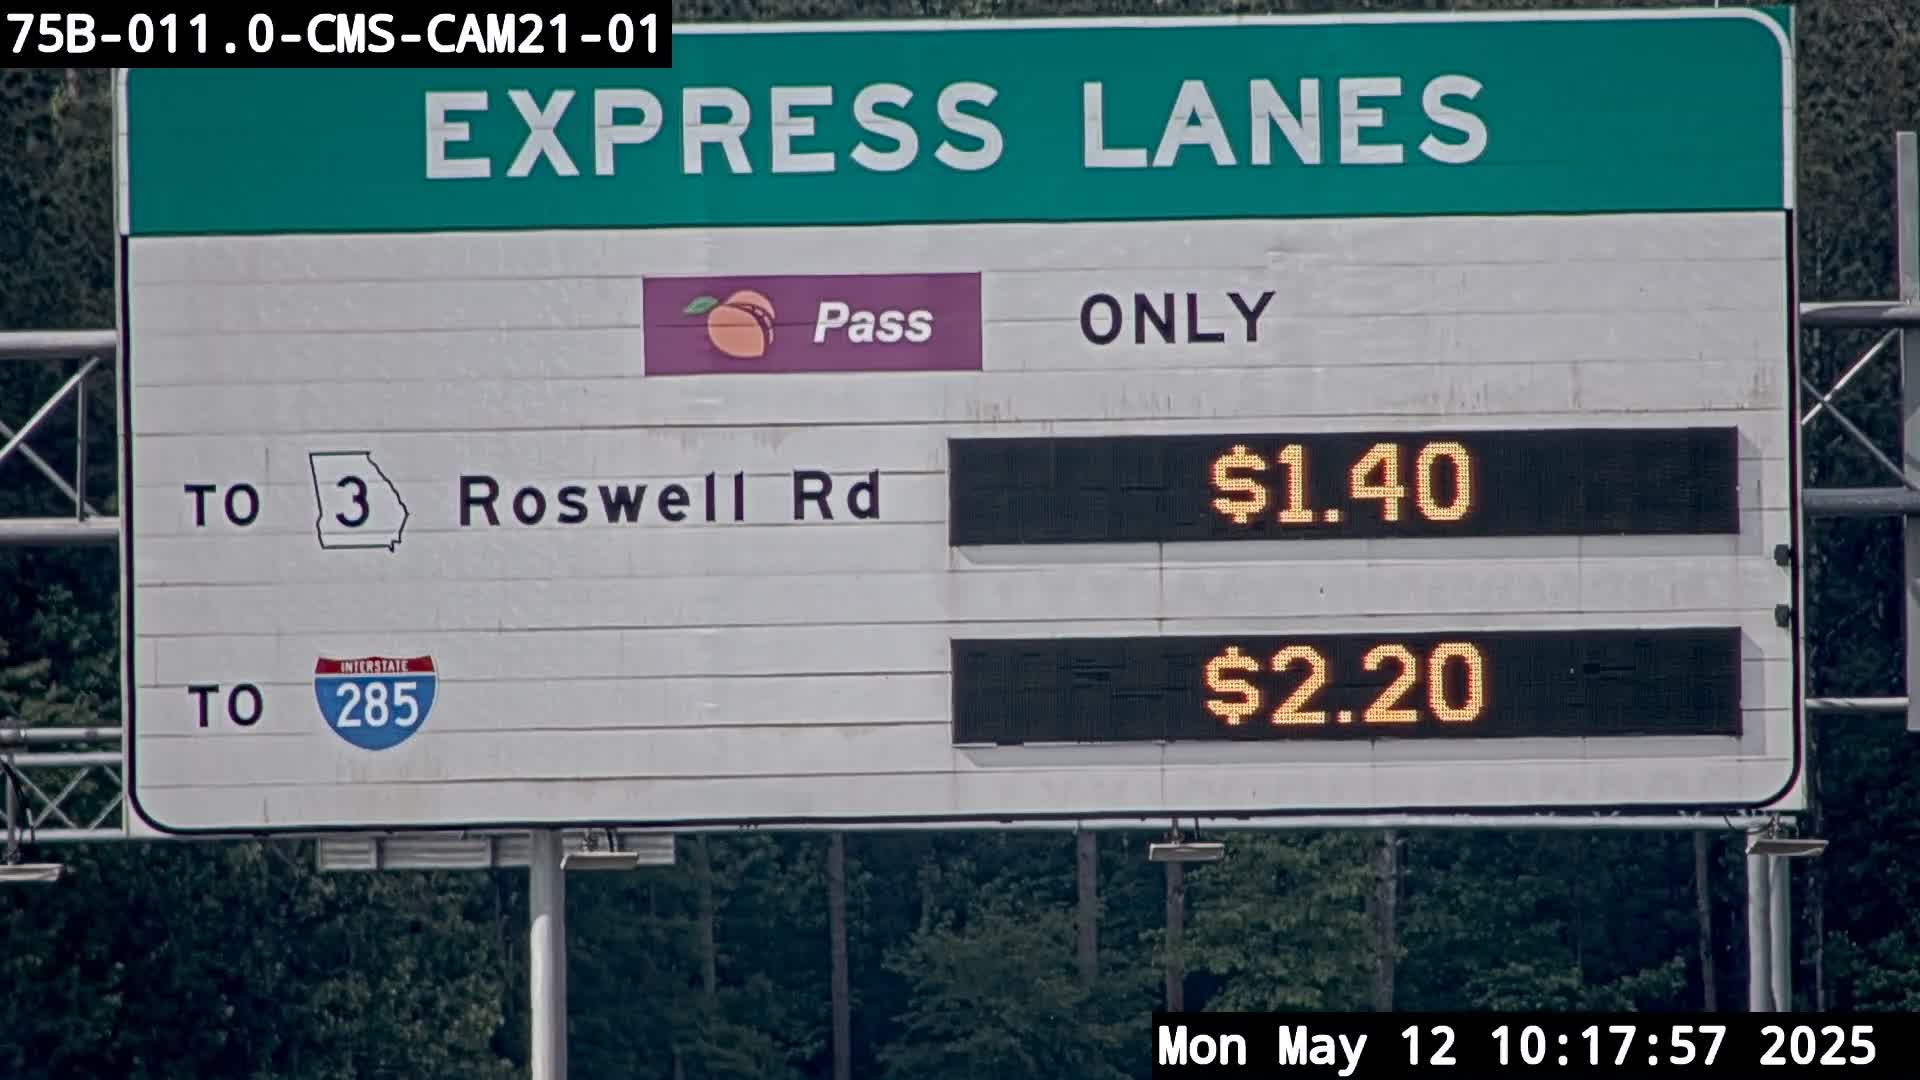 75B-011.0-CMS-CAM21-01
EXPRESS LANES
Pass ONLY
TO 3 Roswell Rd $1.40
INTERSTATE
TO 285 $2.20
Mon May 12 10:17:57 2025